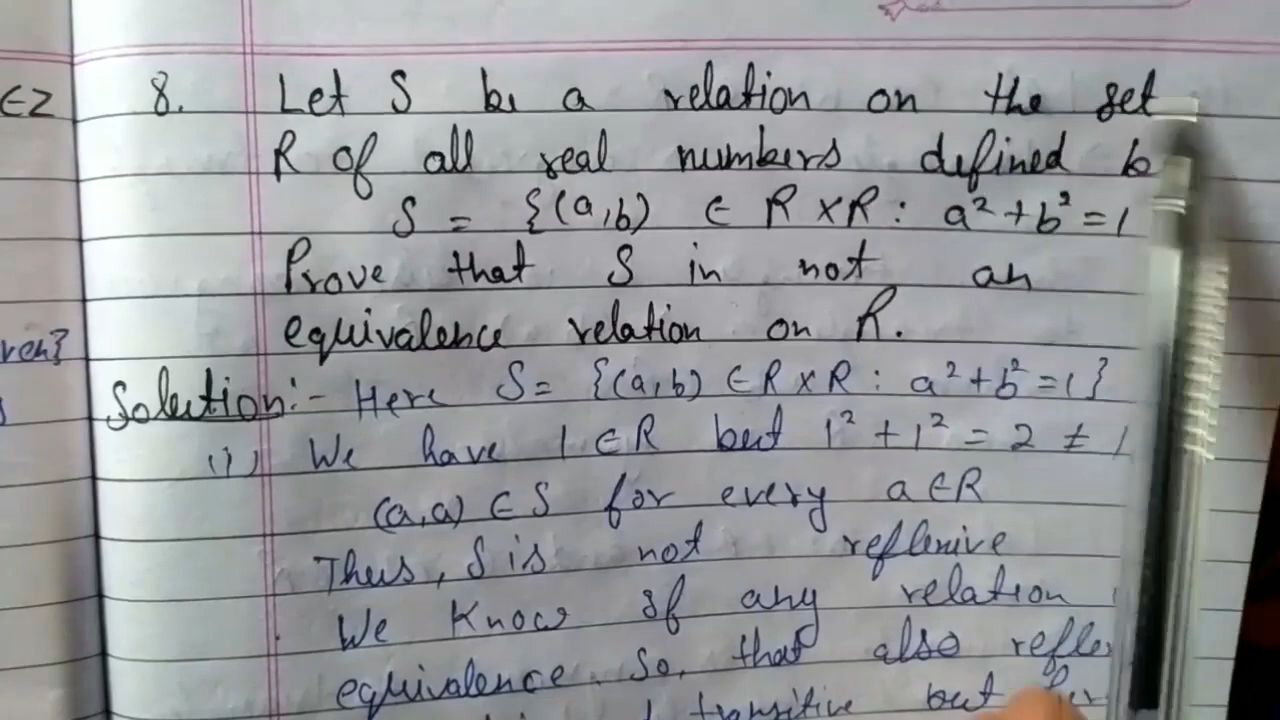 ∈Z
8. Let S be a relation on the set
R of all real numbers defined b
S = {(a,b) ∈ R×R : a²+b²=1
Prove that S in not an
equivalence relation on R.
ven}
Solution:- Here S= {(a,b) ∈R×R : a²+b²=1}
(1) We have 1∈R but 1²+1² = 2 ≠ 1
(a,a) ∈S for every a∈R
Thus, S is not reflexive
We Know If any relation
equivalence. So, that also refle
transitive but